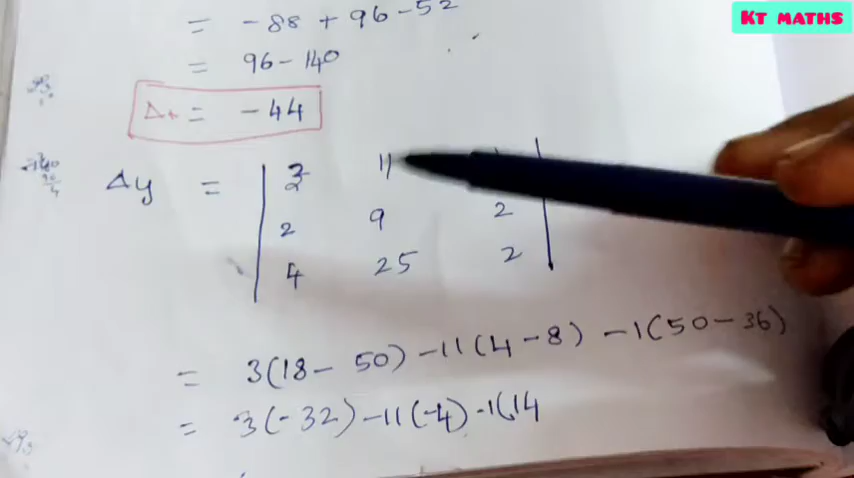 KT MATHS
= -88 + 96 - 52
= 96 - 140
Δx = -44
Δy = | 3 11
2 9 2
4 25 2 |
= 3(18 - 50) - 11(4 - 8) - 1(50 - 36)
= 3(-32) - 11(-4) - 1(14